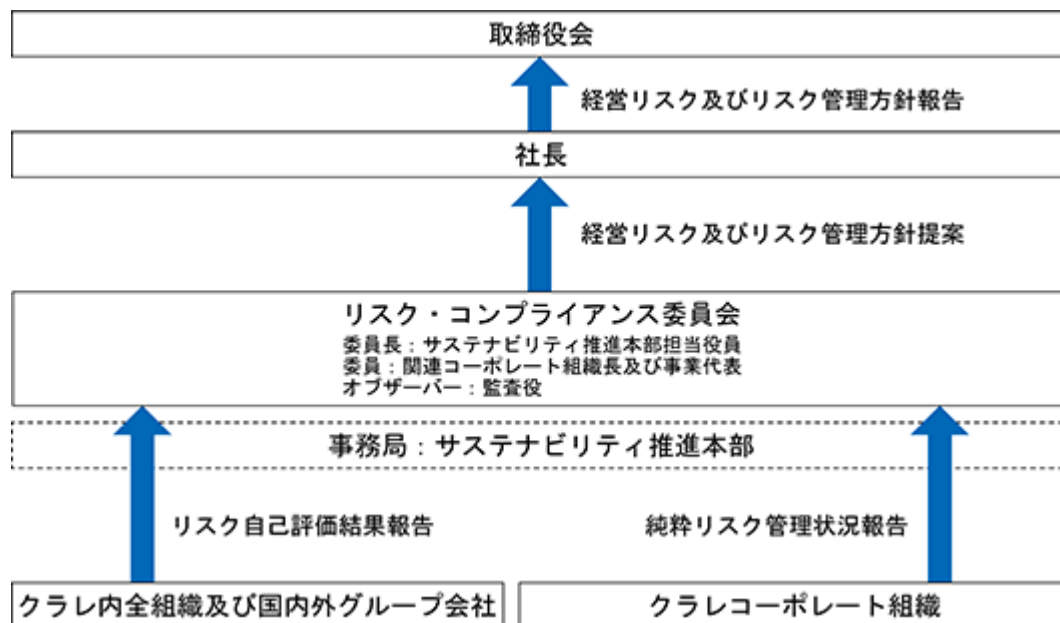 取締役会
経営リスク及びリスク管理方針報告
社長
経営リスク及びリスク管理方針提案
リスク・コンプライアンス委員会
委員長：サステナビリティ推進本部担当役員
委員：関連コーポレート組織長及び事業代表
オブザーバー：監査役
事務局：サステナビリティ推進本部
リスク自己評価結果報告
純粋リスク管理状況報告
クラレ内全組織及び国内外グループ会社
クラレコーポレート組織